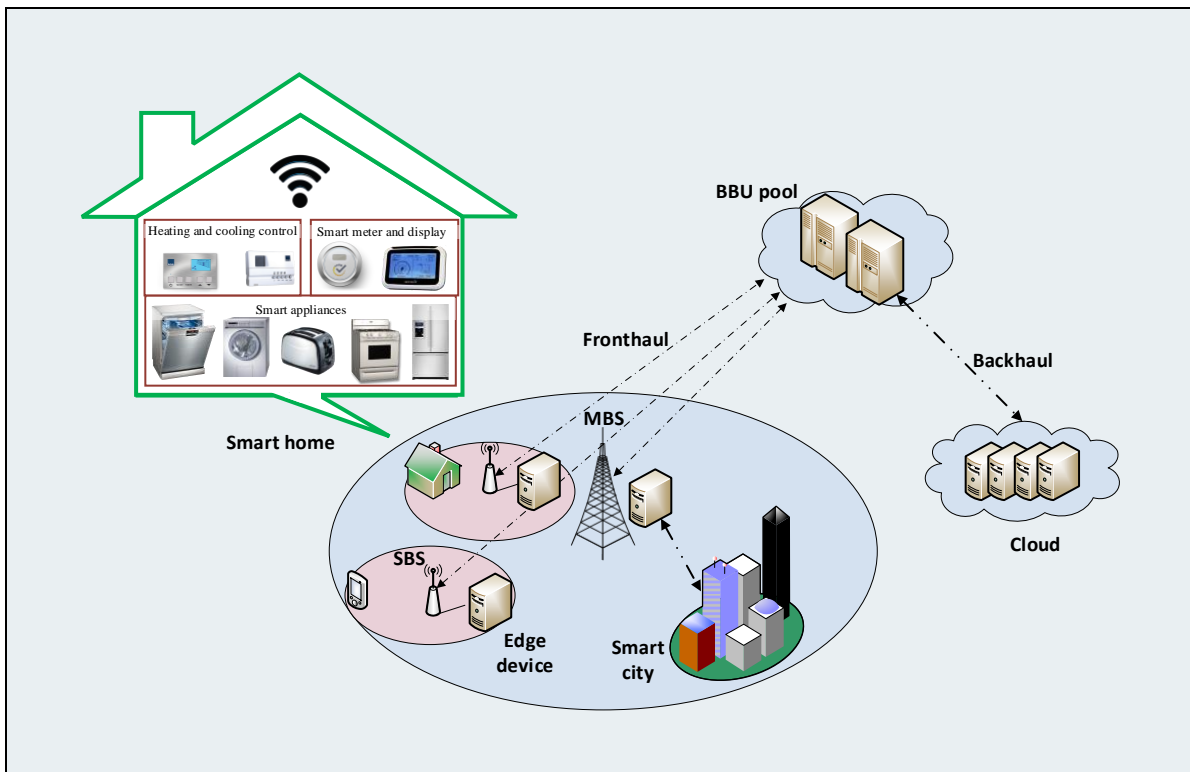 BBU pool
Heating and cooling control
Smart meter and display
Smart appliances
Fronthaul
Backhaul
Smart home
MBS
SBS
Cloud
Edge
device
Smart
city